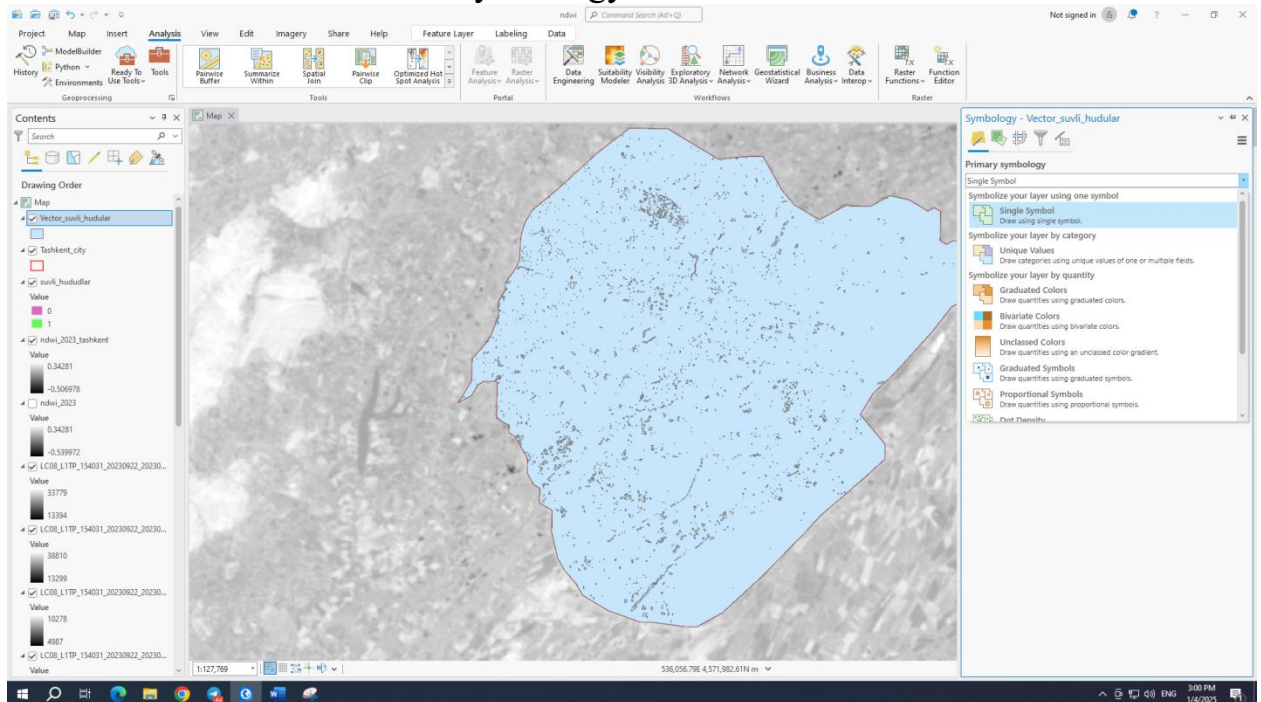 ndwi
Command Search (Alt+Q)
Not signed in
?
Project Map Insert Analysis View Edit Imagery Share Help Feature Layer Labeling Data
History
ModelBuilder
Python
Environments
Ready To Use Tools
Tools
Pairwise Buffer
Summarize Within
Spatial Join
Pairwise Clip
Optimized Hot Spot Analysis
Feature Analysis
Raster Analysis
Data Engineering
Suitability Modeler
Visibility Analysis
Exploratory 3D Analysis
Network Analysis
Geostatistical Wizard
Business Analysis
Data Interop
Raster Functions
Function Editor
Geoprocessing Tools Portal Workflows Raster
Contents
Search
Drawing Order
Map
Vector_suvli_hudular
Tashkent_city
suvli_hududlar
Value
0
1
ndwi_2023_tashkent
Value
0.34281
-0.506978
ndwi_2023
Value
0.34281
-0.539972
LC08_L1TP_154031_20230922_20230...
Value
33779
13394
LC08_L1TP_154031_20230922_20230...
Value
38810
13299
LC08_L1TP_154031_20230922_20230...
Value
10278
4987
LC08_L1TP_154031_20230922_20230...
Value
Map
1:127,769
536,056.79E 4,571,982.61N m
Symbology - Vector_suvli_hudular
Primary symbology
Single Symbol
Symbolize your layer using one symbol
Single Symbol
Draw using single symbol.
Symbolize your layer by category
Unique Values
Draw categories using unique values of one or multiple fields.
Symbolize your layer by quantity
Graduated Colors
Draw quantities using graduated colors.
Bivariate Colors
Draw quantities using bivariate colors.
Unclassed Colors
Draw quantities using an unclassed color gradient.
Graduated Symbols
Draw quantities using graduated symbols.
Proportional Symbols
Draw quantities using proportional symbols.
Dot Density
ENG
3:00 PM
1/4/2025